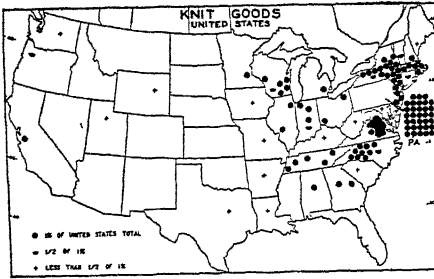 KNIT GOODS
UNITED STATES
PA
1% OF UNITED STATES TOTAL
1/2 OF 1%
LESS THAN 1/2 OF 1%